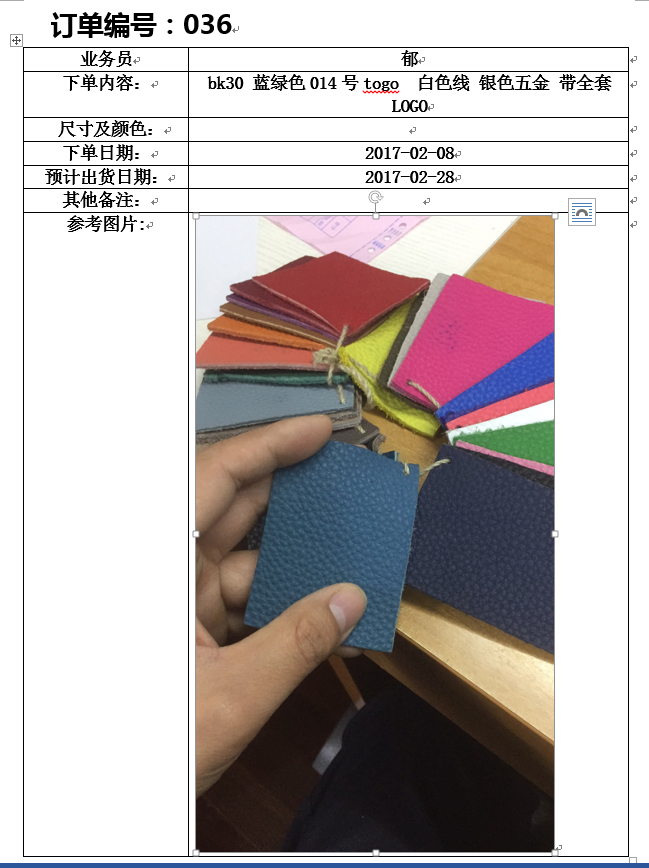 订单编号：036
业务员 郁
下单内容： bk30 蓝绿色 014 号 togo 白色线 银色五金 带全套
LOGO
尺寸及颜色：
下单日期： 2017-02-08
预计出货日期： 2017-02-28
其他备注：
参考图片: